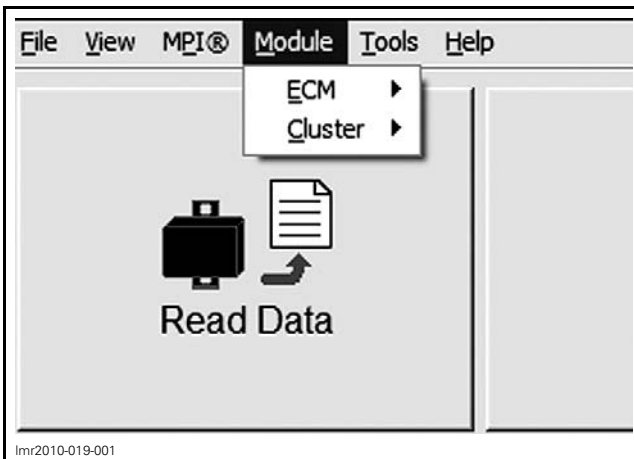 File View MPI® Module Tools Help
ECM
Cluster
Read Data
lmr2010-019-001